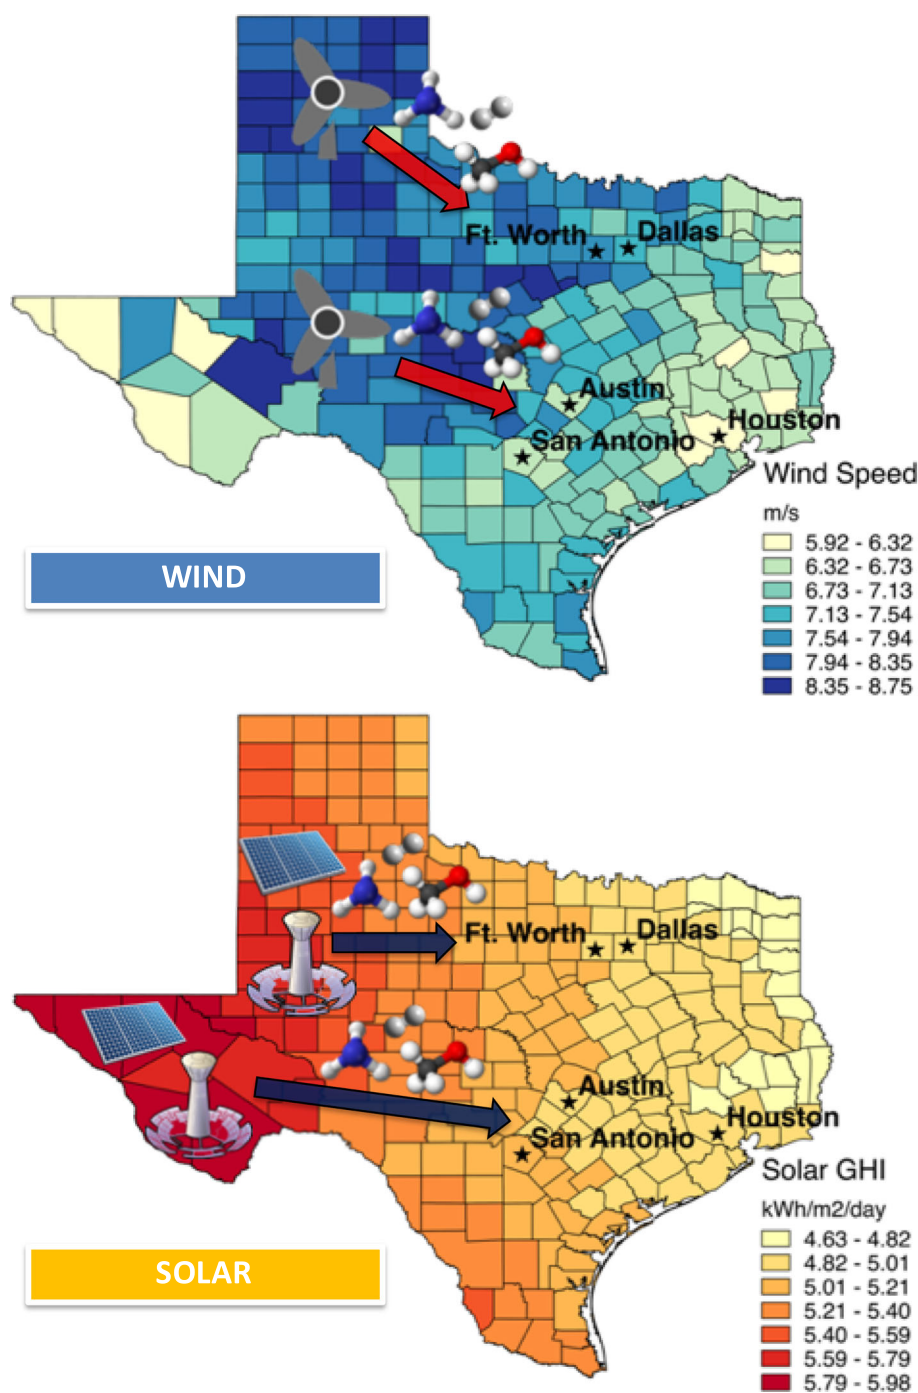 Ft. Worth
Dallas
Austin
Houston
San Antonio
Wind Speed
m/s
5.92 - 6.32
6.32 - 6.73
6.73 - 7.13
7.13 - 7.54
7.54 - 7.94
7.94 - 8.35
8.35 - 8.75
WIND
Ft. Worth
Dallas
Austin
Houston
San Antonio
Solar GHI
kWh/m2/day
4.63 - 4.82
4.82 - 5.01
5.01 - 5.21
5.21 - 5.40
5.40 - 5.59
5.59 - 5.79
5.79 - 5.98
SOLAR